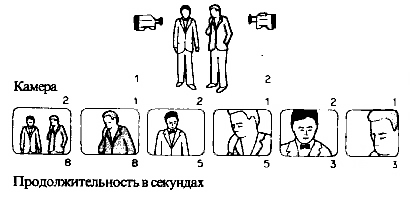 1 2
Камера
2 1 2 1 2 1
8 8 5 5 3 3
Продолжительность в секундах